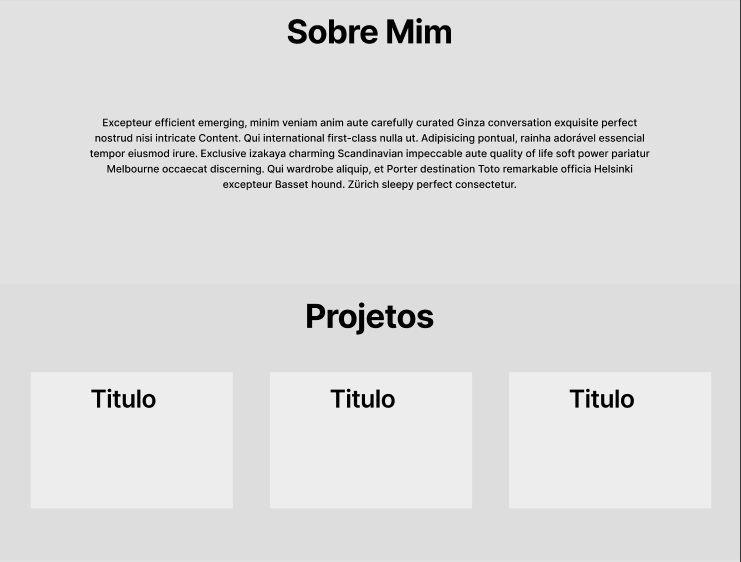 Sobre Mim
Excepteur efficient emerging, minim veniam anim aute carefully curated Ginza conversation exquisite perfect
nostrud nisi intricate Content. Qui international first-class nulla ut. Adipisicing pontual, rainha adorável essencial
tempor eiusmod irure. Exclusive izakaya charming Scandinavian impeccable aute quality of life soft power pariatur
Melbourne occaecat discerning. Qui wardrobe aliquip, et Porter destination Toto remarkable officia Helsinki
excepteur Basset hound. Zürich sleepy perfect consectetur.
Projetos
Titulo
Titulo
Titulo